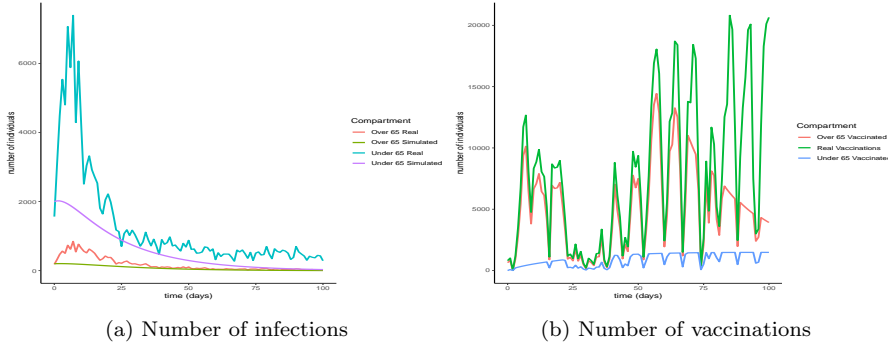 number of individuals
6000
4000
2000
0
0
25
50
75
100
time (days)
Compartment
Over 65 Real
Over 65 Simulated
Under 65 Real
Under 65 Simulated
(a) Number of infections
number of individuals
20000
15000
10000
5000
0
0
25
50
75
100
time (days)
Compartment
Over 65 Vaccinated
Real Vaccinations
Under 65 Vaccinated
(b) Number of vaccinations